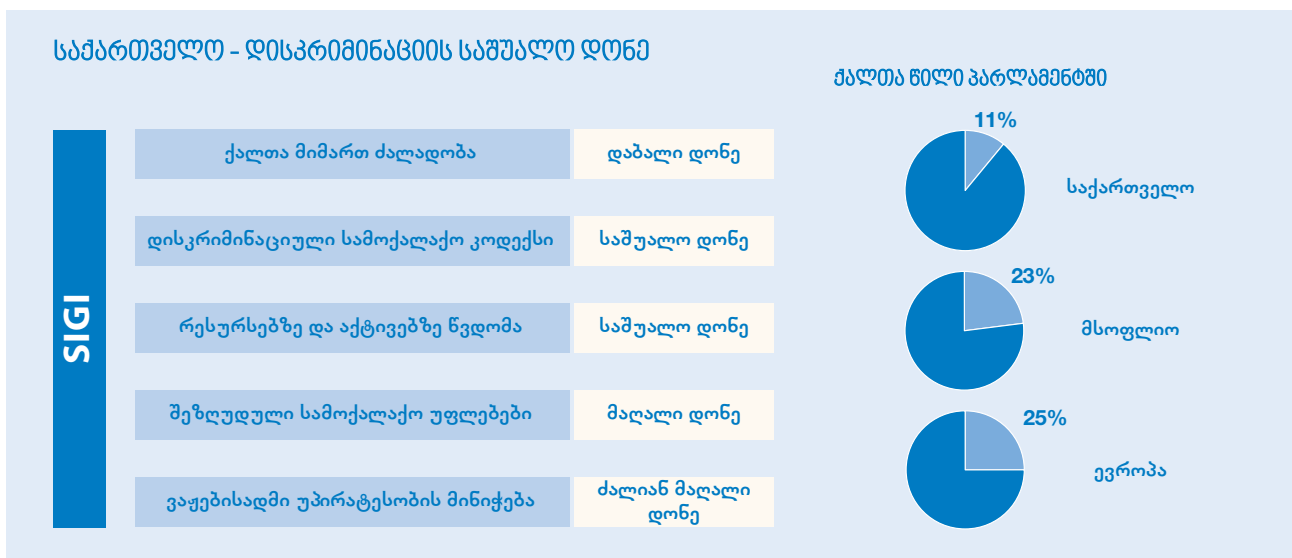 საქართველო - დისკრიმინაციის საშუალო დონე
SIGI
ქალთა მიმართ ძალადობა დაბალი დონე
დისკრიმინაციული სამოქალაქო კოდექსი საშუალო დონე
რესურსებზე და აქტივებზე წვდომა საშუალო დონე
შეზღუდული სამოქალაქო უფლებები მაღალი დონე
ვაჟებისადმი უპირატესობის მინიჭება ძალიან მაღალი
დონე
ქალთა წილი პარლამენტში
11%
საქართველო
23%
მსოფლიო
25%
ევროპა